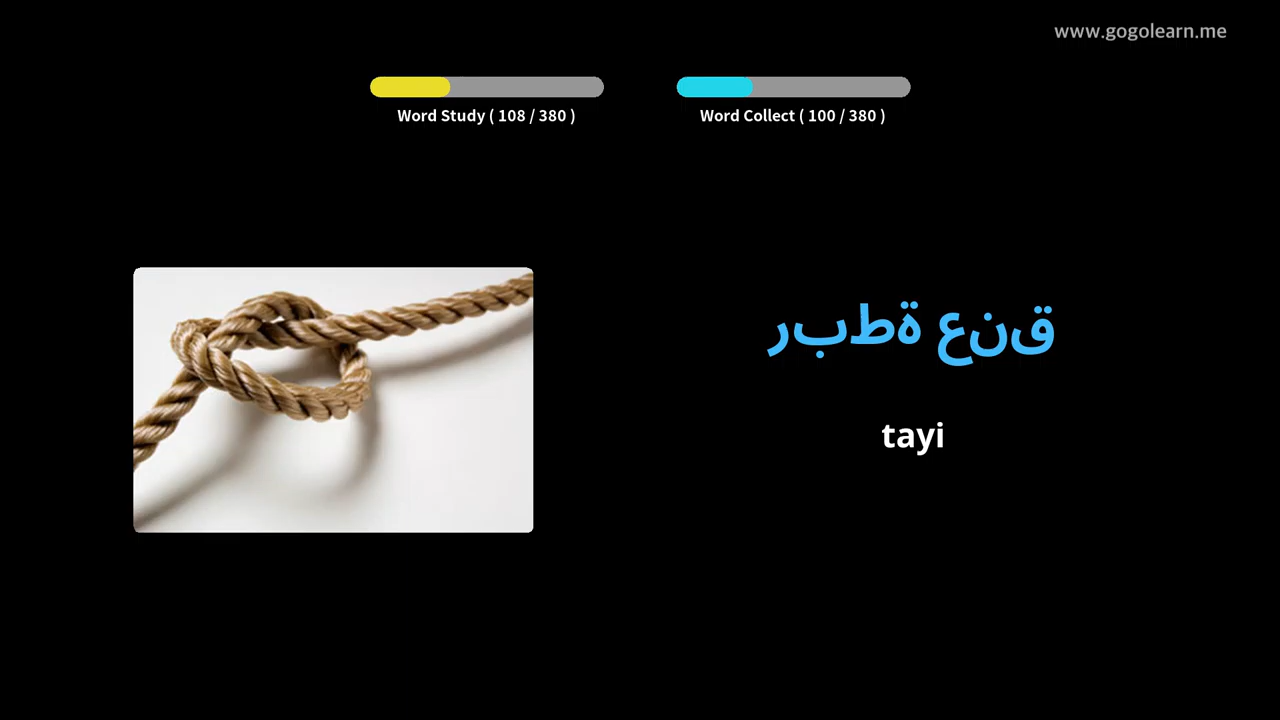 www.gogolearn.me
Word Study ( 108 / 380 )
Word Collect ( 100 / 380 )
ربطة عنق
tayi